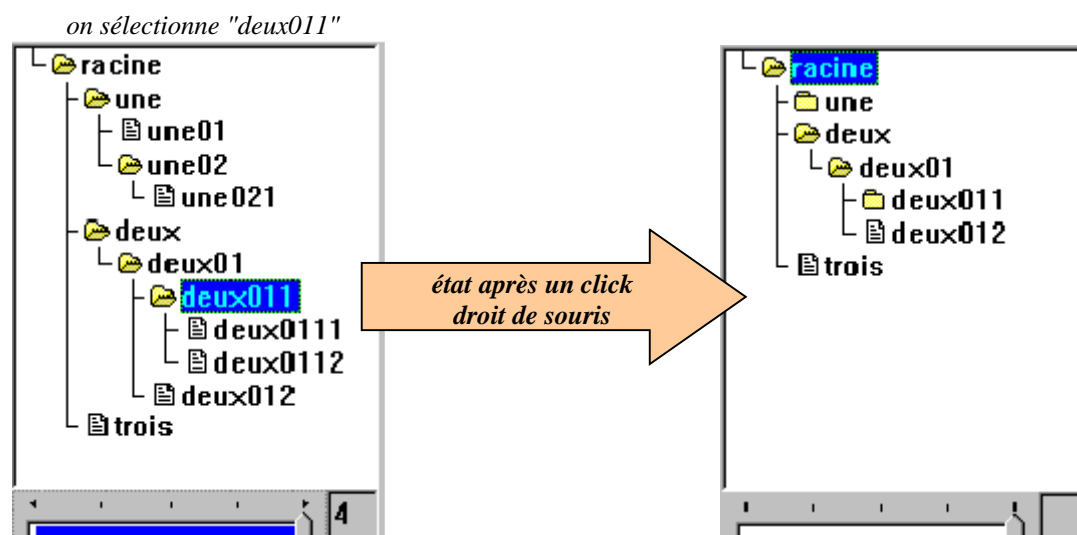 on sélectionne "deux011"
racine
une
une01
une02
une021
deux
deux01
deux011
deux0111
deux0112
deux012
trois
4
état après un click
droit de souris
racine
une
deux
deux01
deux011
deux012
trois